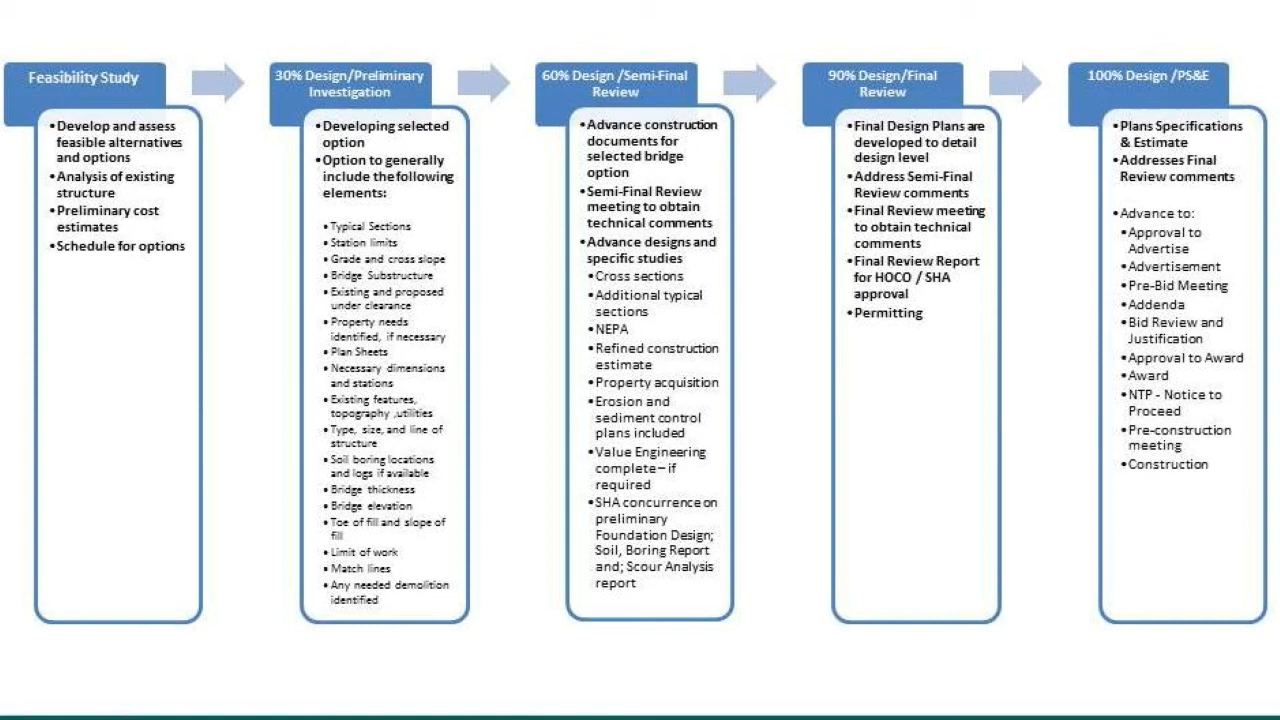 Feasibility Study
•Develop and assess
feasible alternatives
and options
•Analysis of existing
structure
•Preliminary cost
estimates
•Schedule for options
30% Design/Preliminary
Investigation
•Developing selected
option
•Option to generally
include the following
elements:
•Typical Sections
•Station limits
•Grade and cross slope
•Bridge Substructure
•Existing and proposed
under clearance
•Property needs
identified, if necessary
•Plan Sheets
•Necessary dimensions
and stations
•Existing features,
topography ,utilities
•Type, size, and line of
structure
•Soil boring locations
and logs if available
•Bridge thickness
•Bridge elevation
•Toe of fill and slope of
fill
•Limit of work
•Match lines
•Any needed demolition
identified
60% Design /Semi-Final
Review
•Advance construction
documents for
selected bridge
option
•Semi-Final Review
meeting to obtain
technical comments
•Advance designs and
specific studies
•Cross sections
•Additional typical
sections
•NEPA
•Refined construction
estimate
•Property acquisition
•Erosion and
sediment control
plans included
•Value Engineering
complete – if
required
•SHA concurrence on
preliminary
Foundation Design;
Soil, Boring Report
and; Scour Analysis
report
90% Design/Final
Review
•Final Design Plans are
developed to detail
design level
•Address Semi-Final
Review comments
•Final Review meeting
to obtain technical
comments
•Final Review Report
for HOCO / SHA
approval
•Permitting
100% Design /PS&E
•Plans Specifications
& Estimate
•Addresses Final
Review comments
•Advance to:
•Approval to
Advertise
•Advertisement
•Pre-Bid Meeting
•Addenda
•Bid Review and
Justification
•Approval to Award
•Award
•NTP - Notice to
Proceed
•Pre-construction
meeting
•Construction